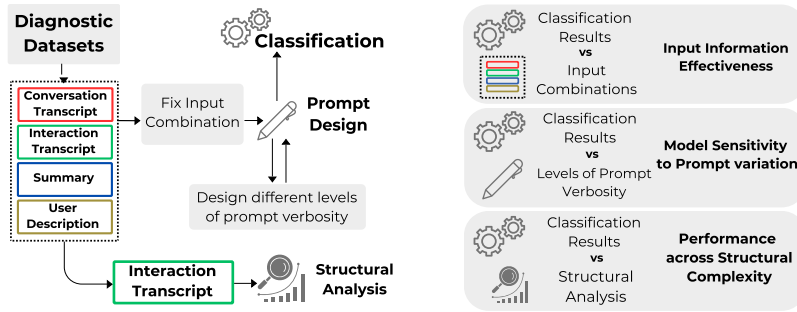 Diagnostic
Datasets
Conversation
Transcript
Interaction
Transcript
Summary
User
Description
Fix Input
Combination
Classification
Prompt
Design
Design different levels
of prompt verbosity
Interaction
Transcript
Structural
Analysis
Classification
Results
vs
Input
Combinations
Input Information
Effectiveness
Classification
Results
vs
Levels of Prompt
Verbosity
Model Sensitivity
to Prompt variation
Classification
Results
vs
Structural
Analysis
Performance
across Structural
Complexity